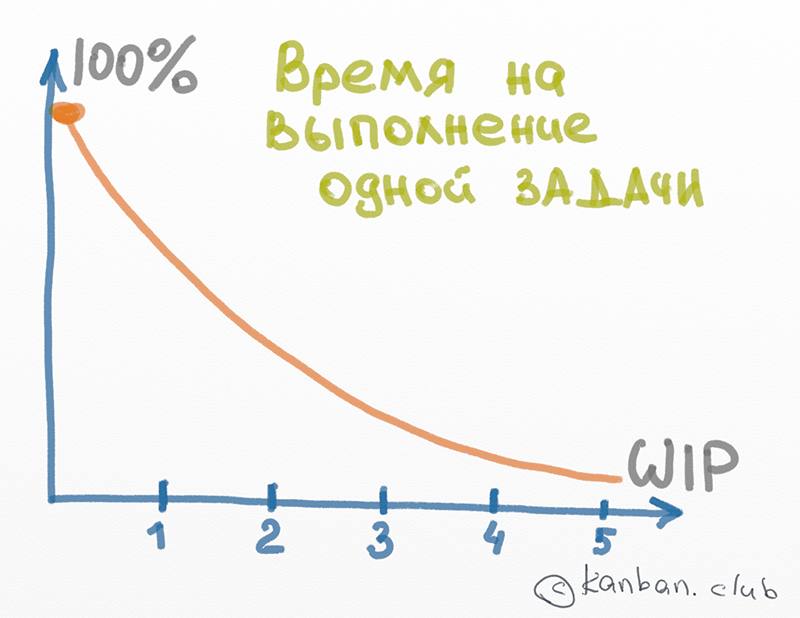 100%
Время на
выполнение
одной ЗАДАЧИ
WIP
1 2 3 4 5
© kanban.club